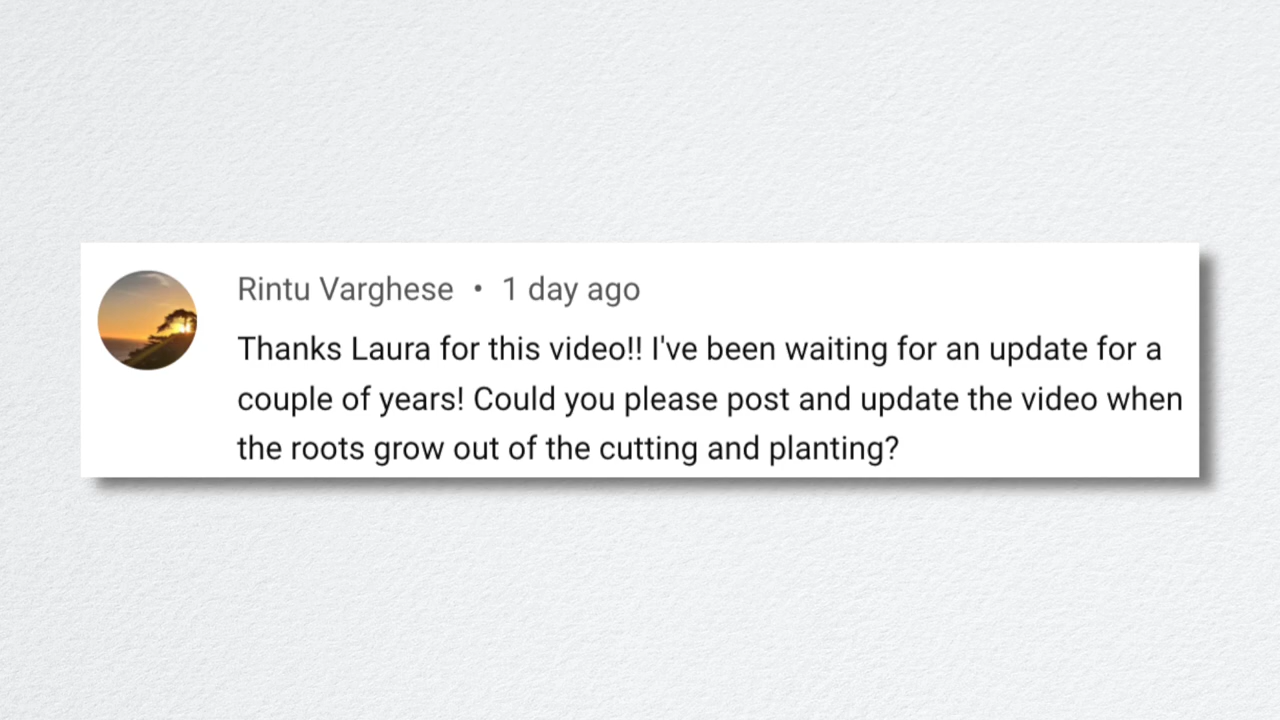 Rintu Varghese • 1 day ago
Thanks Laura for this video!! I've been waiting for an update for a
couple of years! Could you please post and update the video when
the roots grow out of the cutting and planting?